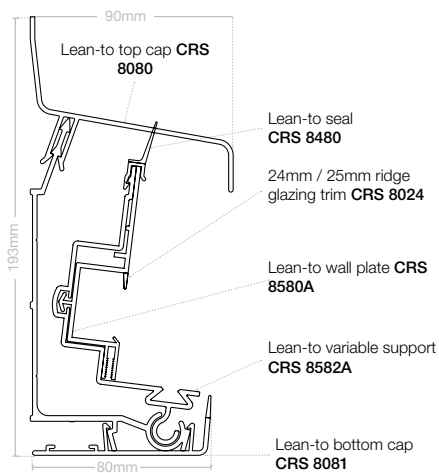 90mm
Lean-to top cap CRS
8080
Lean-to seal
CRS 8480
24mm / 25mm ridge
glazing trim CRS 8024
193mm
Lean-to wall plate CRS
8580A
Lean-to variable support
CRS 8582A
Lean-to bottom cap
CRS 8081
80mm